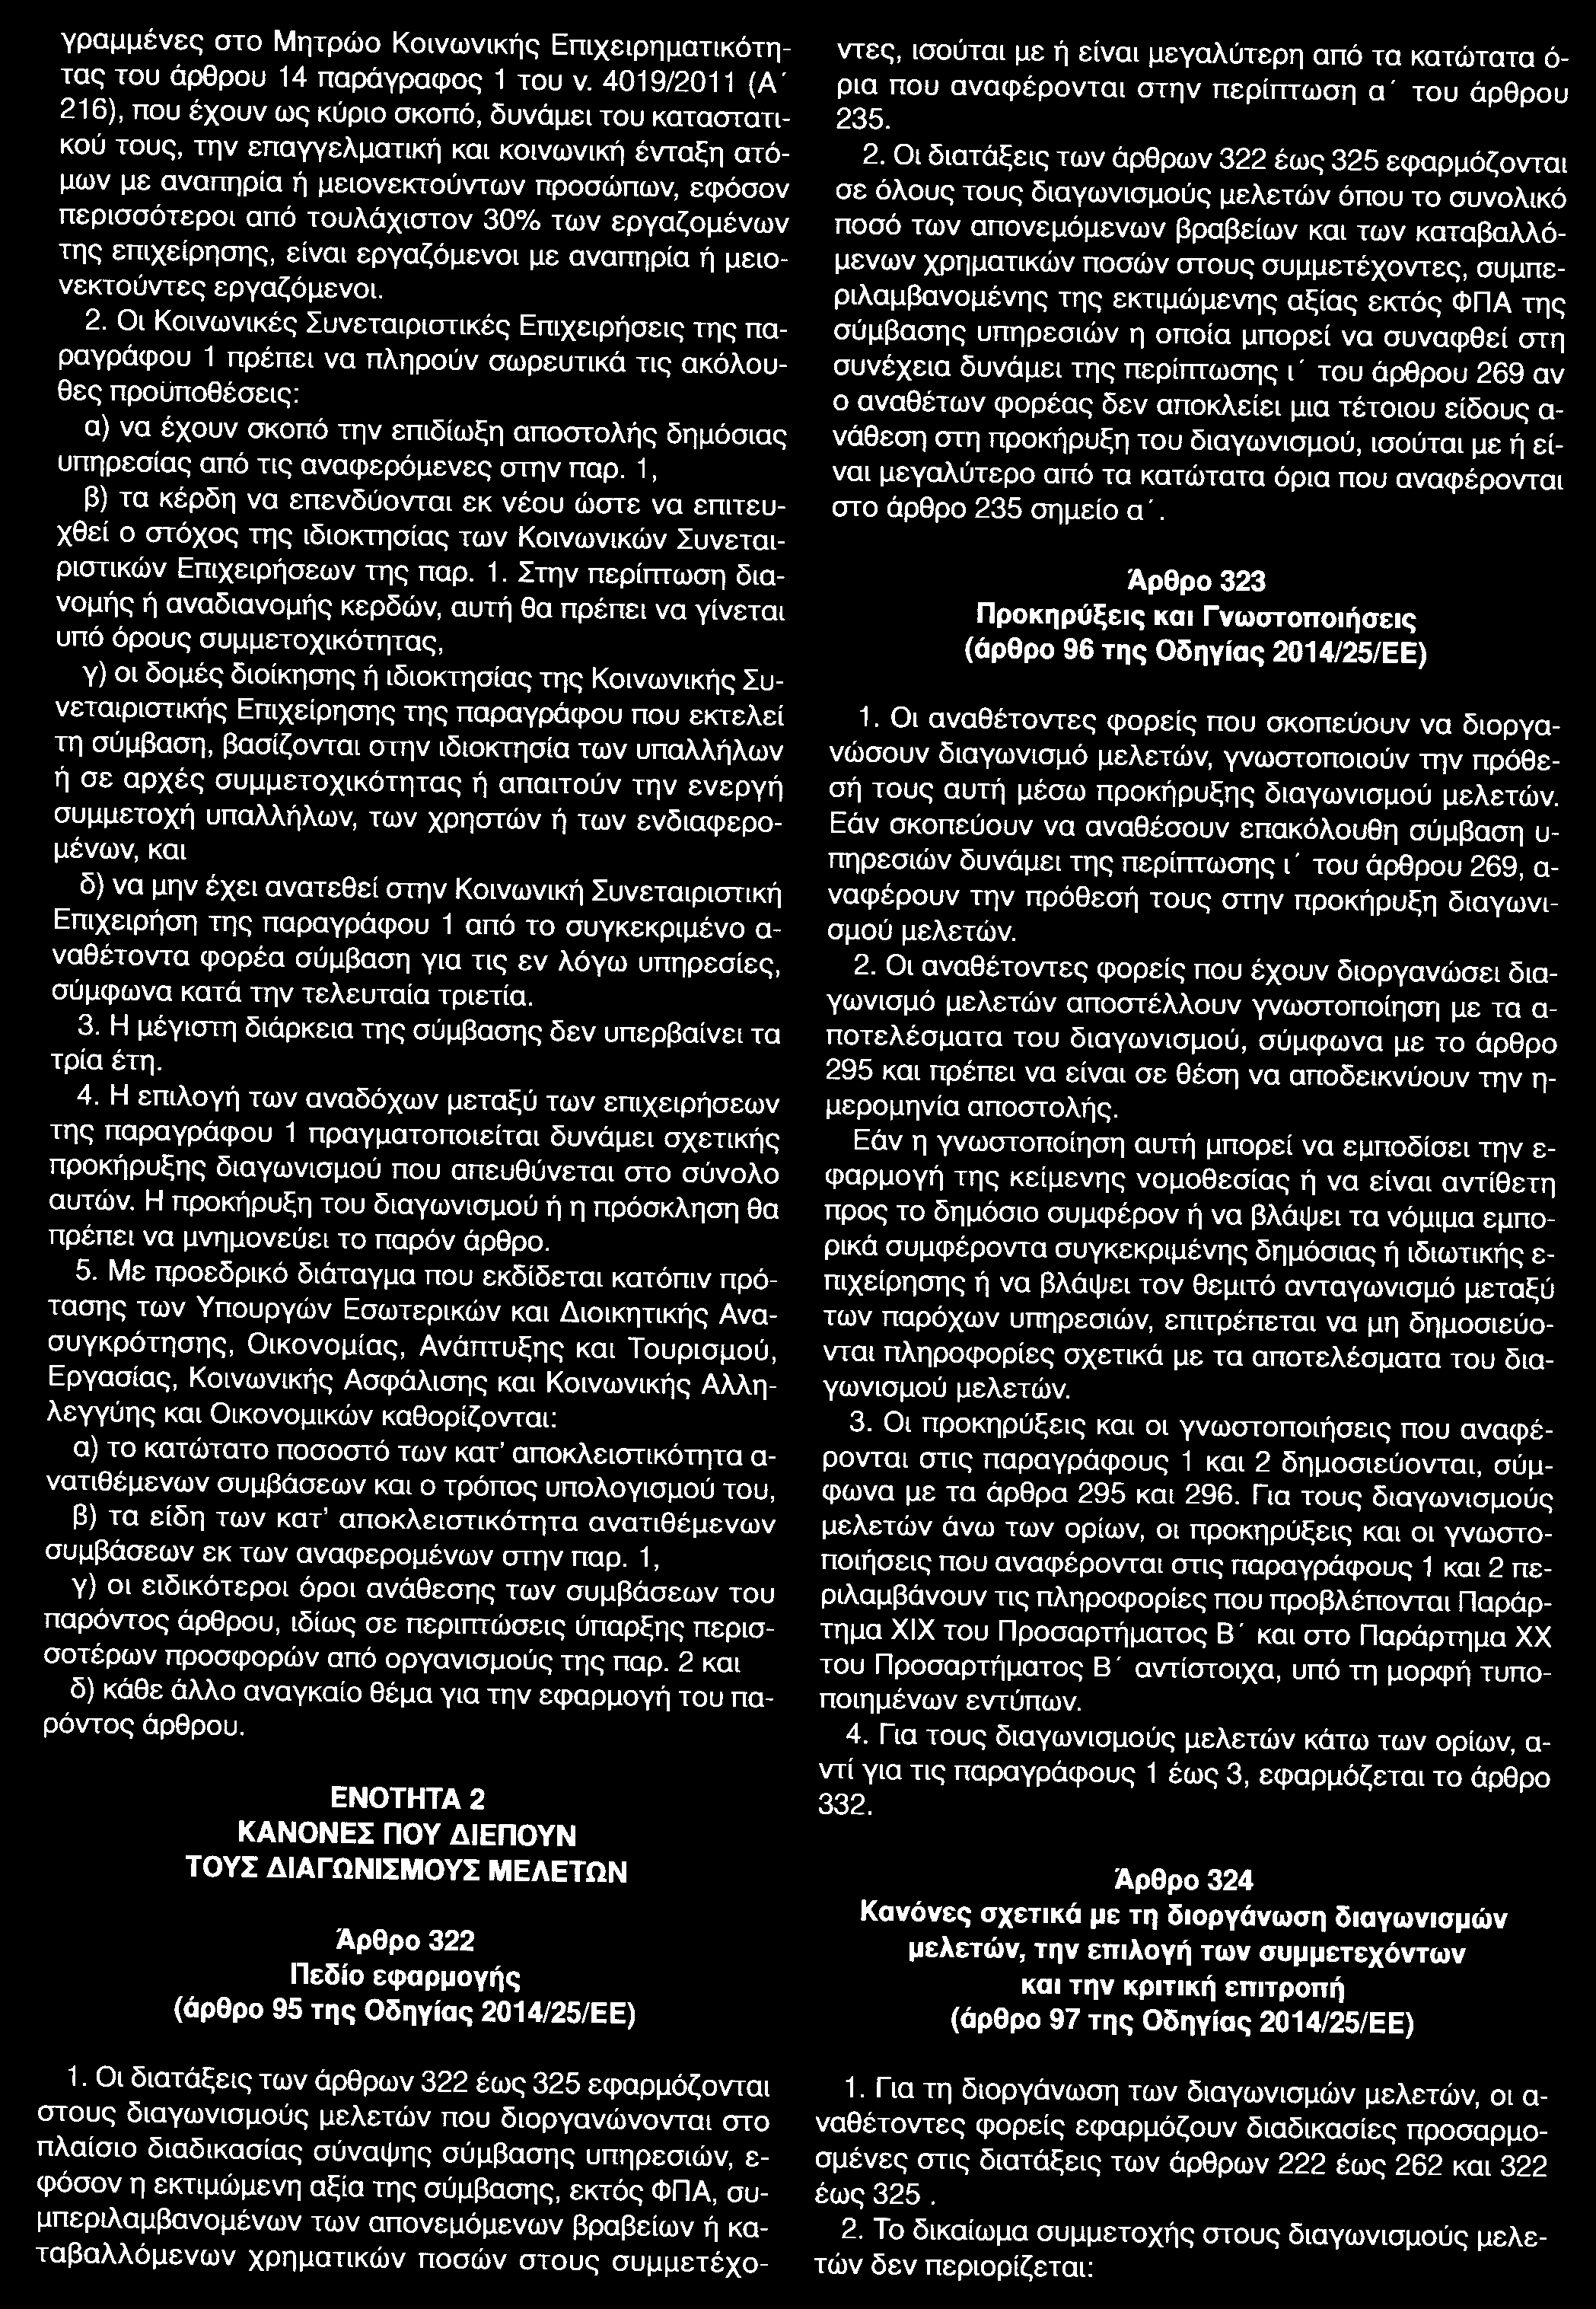 γραμμένες στο Μητρώο Κοινωνικής Επιχειρηματικότη-
τας του άρθρου 14 παράγραφος 1 του ν. 4019/2011 (Α΄
216), που έχουν ως κύριο σκοπό, δυνάμει του καταστατι-
κού τους, την επαγγελματική και κοινωνική ένταξη ατό-
μων με αναπηρία ή μειονεκτούντων προσώπων, εφόσον
περισσότεροι από τουλάχιστον 30% των εργαζομένων
της επιχείρησης, είναι εργαζόμενοι με αναπηρία ή μειο-
νεκτούντες εργαζόμενοι.
2. Οι Κοινωνικές Συνεταιριστικές Επιχειρήσεις της πα-
ραγράφου 1 πρέπει να πληρούν σωρευτικά τις ακόλου-
θες προϋποθέσεις:
α) να έχουν σκοπό την επιδίωξη αποστολής δημόσιας
υπηρεσίας από τις αναφερόμενες στην παρ. 1,
β) τα κέρδη να επενδύονται εκ νέου ώστε να επιτευ-
χθεί ο στόχος της ιδιοκτησίας των Κοινωνικών Συνεται-
ριστικών Επιχειρήσεων της παρ. 1. Στην περίπτωση δια-
νομής ή αναδιανομής κερδών, αυτή θα πρέπει να γίνεται
υπό όρους συμμετοχικότητας,
γ) οι δομές διοίκησης ή ιδιοκτησίας της Κοινωνικής Συ-
νεταιριστικής Επιχείρησης της παραγράφου που εκτελεί
τη σύμβαση, βασίζονται στην ιδιοκτησία των υπαλλήλων
ή σε αρχές συμμετοχικότητας ή απαιτούν την ενεργή
συμμετοχή υπαλλήλων, των χρηστών ή των ενδιαφερο-
μένων, και
δ) να μην έχει ανατεθεί στην Κοινωνική Συνεταιριστική
Επιχειρήση της παραγράφου 1 από το συγκεκριμένο α-
ναθέτοντα φορέα σύμβαση για τις εν λόγω υπηρεσίες,
σύμφωνα κατά την τελευταία τριετία.
3. Η μέγιστη διάρκεια της σύμβασης δεν υπερβαίνει τα
τρία έτη.
4. Η επιλογή των αναδόχων μεταξύ των επιχειρήσεων
της παραγράφου 1 πραγματοποιείται δυνάμει σχετικής
προκήρυξης διαγωνισμού που απευθύνεται στο σύνολο
αυτών. Η προκήρυξη του διαγωνισμού ή η πρόσκληση θα
πρέπει να μνημονεύει το παρόν άρθρο.
5. Με προεδρικό διάταγμα που εκδίδεται κατόπιν πρό-
τασης των Υπουργών Εσωτερικών και Διοικητικής Ανα-
συγκρότησης, Οικονομίας, Ανάπτυξης και Τουρισμού,
Εργασίας, Κοινωνικής Ασφάλισης και Κοινωνικής Αλλη-
λεγγύης και Οικονομικών καθορίζονται:
α) το κατώτατο ποσοστό των κατ’ αποκλειστικότητα α-
νατιθέμενων συμβάσεων και ο τρόπος υπολογισμού του,
β) τα είδη των κατ’ αποκλειστικότητα ανατιθέμενων
συμβάσεων εκ των αναφερομένων στην παρ. 1,
γ) οι ειδικότεροι όροι ανάθεσης των συμβάσεων του
παρόντος άρθρου, ιδίως σε περιπτώσεις ύπαρξης περισ-
σοτέρων προσφορών από οργανισμούς της παρ. 2 και
δ) κάθε άλλο αναγκαίο θέμα για την εφαρμογή του πα-
ρόντος άρθρου.
ΕΝΟΤΗΤΑ 2
ΚΑΝΟΝΕΣ ΠΟΥ ΔΙΕΠΟΥΝ
ΤΟΥΣ ΔΙΑΓΩΝΙΣΜΟΥΣ ΜΕΛΕΤΩΝ
Άρθρο 322
Πεδίο εφαρμογής
(άρθρο 95 της Οδηγίας 2014/25/ΕΕ)
1. Οι διατάξεις των άρθρων 322 έως 325 εφαρμόζονται
στους διαγωνισμούς μελετών που διοργανώνονται στο
πλαίσιο διαδικασίας σύναψης σύμβασης υπηρεσιών, ε-
φόσον η εκτιμώμενη αξία της σύμβασης, εκτός ΦΠΑ, συ-
μπεριλαμβανομένων των απονεμόμενων βραβείων ή κα-
ταβαλλόμενων χρηματικών ποσών στους συμμετέχο-
ντες, ισούται με ή είναι μεγαλύτερη από τα κατώτατα ό-
ρια που αναφέρονται στην περίπτωση α΄ του άρθρου
235.
2. Οι διατάξεις των άρθρων 322 έως 325 εφαρμόζονται
σε όλους τους διαγωνισμούς μελετών όπου το συνολικό
ποσό των απονεμόμενων βραβείων και των καταβαλλό-
μενων χρηματικών ποσών στους συμμετέχοντες, συμπε-
ριλαμβανομένης της εκτιμώμενης αξίας εκτός ΦΠΑ της
σύμβασης υπηρεσιών η οποία μπορεί να συναφθεί στη
συνέχεια δυνάμει της περίπτωσης ι΄ του άρθρου 269 αν
ο αναθέτων φορέας δεν αποκλείει μια τέτοιου είδους α-
νάθεση στη προκήρυξη του διαγωνισμού, ισούται με ή εί-
ναι μεγαλύτερο από τα κατώτατα όρια που αναφέρονται
στο άρθρο 235 σημείο α΄.
Άρθρο 323
Προκηρύξεις και Γνωστοποιήσεις
(άρθρο 96 της Οδηγίας 2014/25/ΕΕ)
1. Οι αναθέτοντες φορείς που σκοπεύουν να διοργα-
νώσουν διαγωνισμό μελετών, γνωστοποιούν την πρόθε-
σή τους αυτή μέσω προκήρυξης διαγωνισμού μελετών.
Εάν σκοπεύουν να αναθέσουν επακόλουθη σύμβαση υ-
πηρεσιών δυνάμει της περίπτωσης ι΄ του άρθρου 269, α-
ναφέρουν την πρόθεσή τους στην προκήρυξη διαγωνι-
σμού μελετών.
2. Οι αναθέτοντες φορείς που έχουν διοργανώσει δια-
γωνισμό μελετών αποστέλλουν γνωστοποίηση με τα α-
ποτελέσματα του διαγωνισμού, σύμφωνα με το άρθρο
295 και πρέπει να είναι σε θέση να αποδεικνύουν την η-
μερομηνία αποστολής.
Εάν η γνωστοποίηση αυτή μπορεί να εμποδίσει την ε-
φαρμογή της κείμενης νομοθεσίας ή να είναι αντίθετη
προς το δημόσιο συμφέρον ή να βλάψει τα νόμιμα εμπο-
ρικά συμφέροντα συγκεκριμένης δημόσιας ή ιδιωτικής ε-
πιχείρησης ή να βλάψει τον θεμιτό ανταγωνισμό μεταξύ
των παρόχων υπηρεσιών, επιτρέπεται να μη δημοσιεύο-
νται πληροφορίες σχετικά με τα αποτελέσματα του δια-
γωνισμού μελετών.
3. Οι προκηρύξεις και οι γνωστοποιήσεις που αναφέ-
ρονται στις παραγράφους 1 και 2 δημοσιεύονται, σύμ-
φωνα με τα άρθρα 295 και 296. Για τους διαγωνισμούς
μελετών άνω των ορίων, οι προκηρύξεις και οι γνωστο-
ποιήσεις που αναφέρονται στις παραγράφους 1 και 2 πε-
ριλαμβάνουν τις πληροφορίες που προβλέπονται Παράρ-
τημα ΧΙΧ του Προσαρτήματος Β΄ και στο Παράρτημα ΧΧ
του Προσαρτήματος Β΄ αντίστοιχα, υπό τη μορφή τυπο-
ποιημένων εντύπων.
4. Για τους διαγωνισμούς μελετών κάτω των ορίων, α-
ντί για τις παραγράφους 1 έως 3, εφαρμόζεται το άρθρο
332.
Άρθρο 324
Κανόνες σχετικά με τη διοργάνωση διαγωνισμών
μελετών, την επιλογή των συμμετεχόντων
και την κριτική επιτροπή
(άρθρο 97 της Οδηγίας 2014/25/ΕΕ)
1. Για τη διοργάνωση των διαγωνισμών μελετών, οι α-
ναθέτοντες φορείς εφαρμόζουν διαδικασίες προσαρμο-
σμένες στις διατάξεις των άρθρων 222 έως 262 και 322
έως 325 .
2. Το δικαίωμα συμμετοχής στους διαγωνισμούς μελε-
τών δεν περιορίζεται: